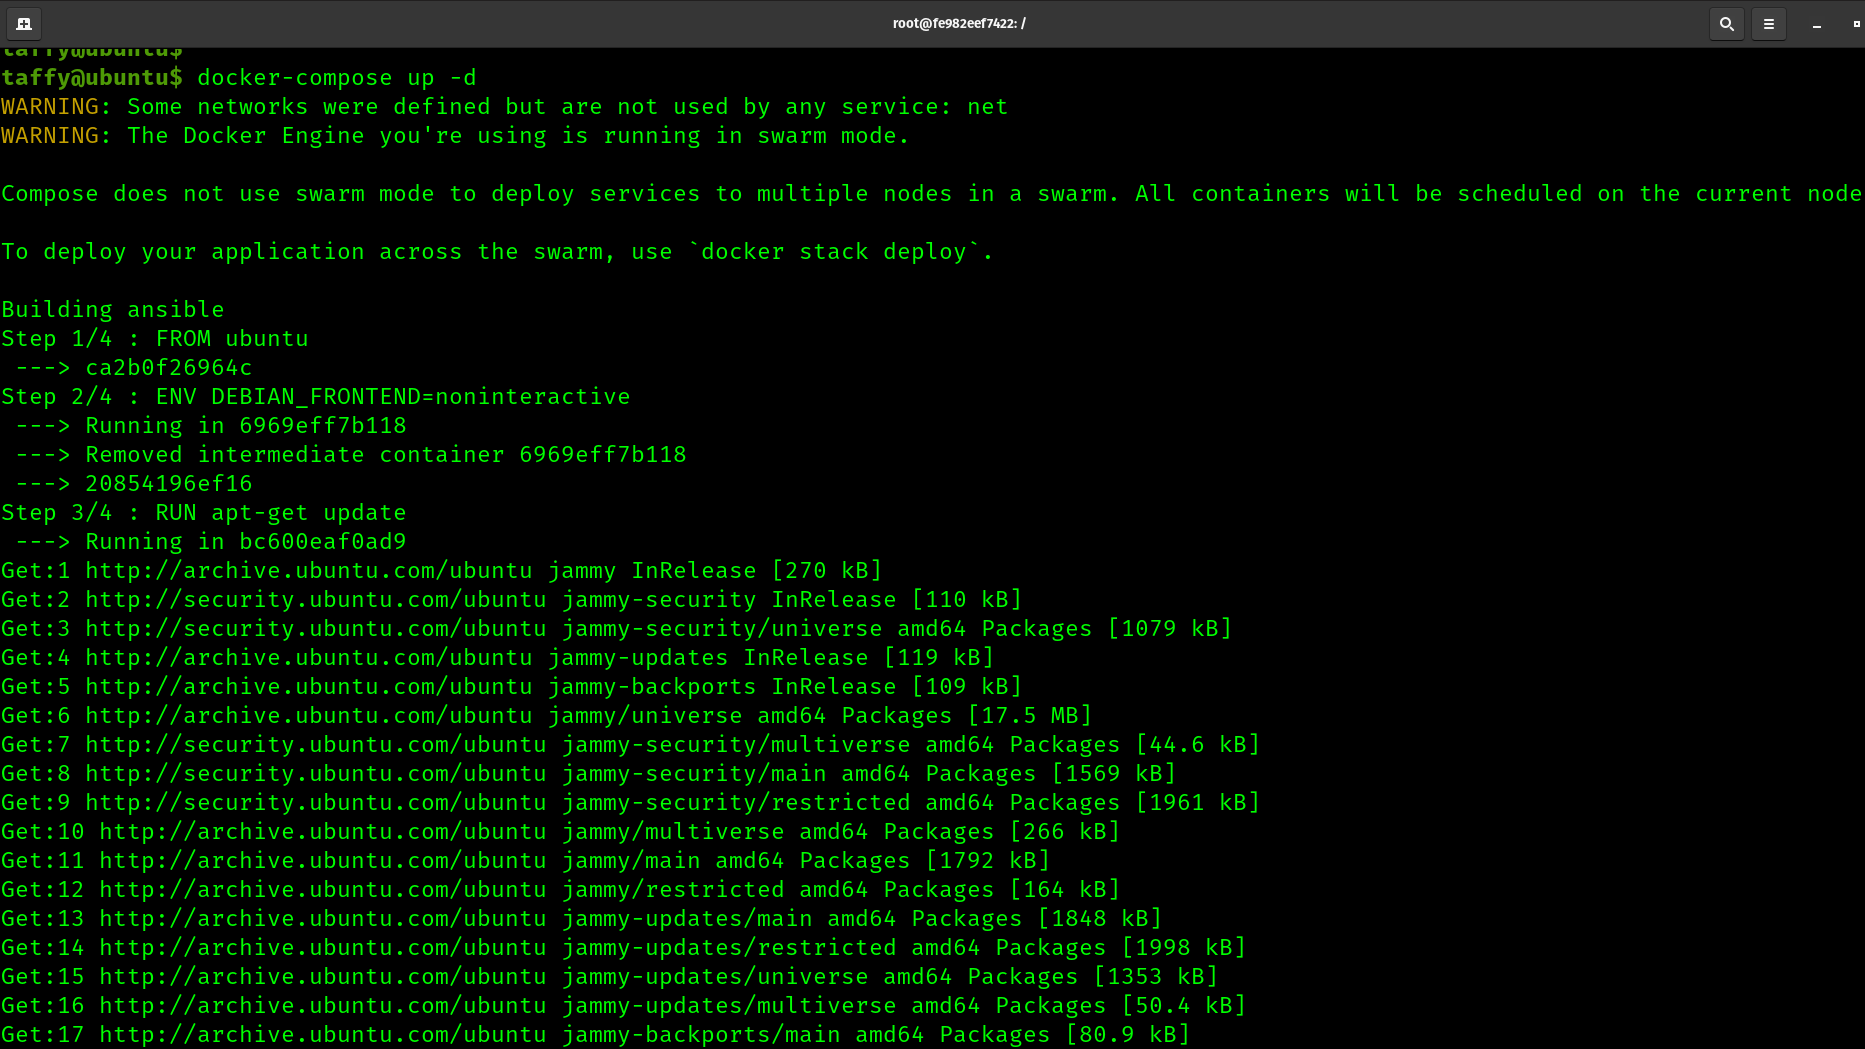 root@fe982eef7422: /
taffy@ubuntu$
taffy@ubuntu$ docker-compose up -d
WARNING: Some networks were defined but are not used by any service: net
WARNING: The Docker Engine you're using is running in swarm mode.
Compose does not use swarm mode to deploy services to multiple nodes in a swarm. All containers will be scheduled on the current node
To deploy your application across the swarm, use `docker stack deploy`.
Building ansible
Step 1/4 : FROM ubuntu
---> ca2b0f26964c
Step 2/4 : ENV DEBIAN_FRONTEND=noninteractive
---> Running in 6969eff7b118
---> Removed intermediate container 6969eff7b118
---> 20854196ef16
Step 3/4 : RUN apt-get update
---> Running in bc600eaf0ad9
Get:1 http://archive.ubuntu.com/ubuntu jammy InRelease [270 kB]
Get:2 http://security.ubuntu.com/ubuntu jammy-security InRelease [110 kB]
Get:3 http://security.ubuntu.com/ubuntu jammy-security/universe amd64 Packages [1079 kB]
Get:4 http://archive.ubuntu.com/ubuntu jammy-updates InRelease [119 kB]
Get:5 http://archive.ubuntu.com/ubuntu jammy-backports InRelease [109 kB]
Get:6 http://archive.ubuntu.com/ubuntu jammy/universe amd64 Packages [17.5 MB]
Get:7 http://security.ubuntu.com/ubuntu jammy-security/multiverse amd64 Packages [44.6 kB]
Get:8 http://security.ubuntu.com/ubuntu jammy-security/main amd64 Packages [1569 kB]
Get:9 http://security.ubuntu.com/ubuntu jammy-security/restricted amd64 Packages [1961 kB]
Get:10 http://archive.ubuntu.com/ubuntu jammy/multiverse amd64 Packages [266 kB]
Get:11 http://archive.ubuntu.com/ubuntu jammy/main amd64 Packages [1792 kB]
Get:12 http://archive.ubuntu.com/ubuntu jammy/restricted amd64 Packages [164 kB]
Get:13 http://archive.ubuntu.com/ubuntu jammy-updates/main amd64 Packages [1848 kB]
Get:14 http://archive.ubuntu.com/ubuntu jammy-updates/restricted amd64 Packages [1998 kB]
Get:15 http://archive.ubuntu.com/ubuntu jammy-updates/universe amd64 Packages [1353 kB]
Get:16 http://archive.ubuntu.com/ubuntu jammy-updates/multiverse amd64 Packages [50.4 kB]
Get:17 http://archive.ubuntu.com/ubuntu jammy-backports/main amd64 Packages [80.9 kB]